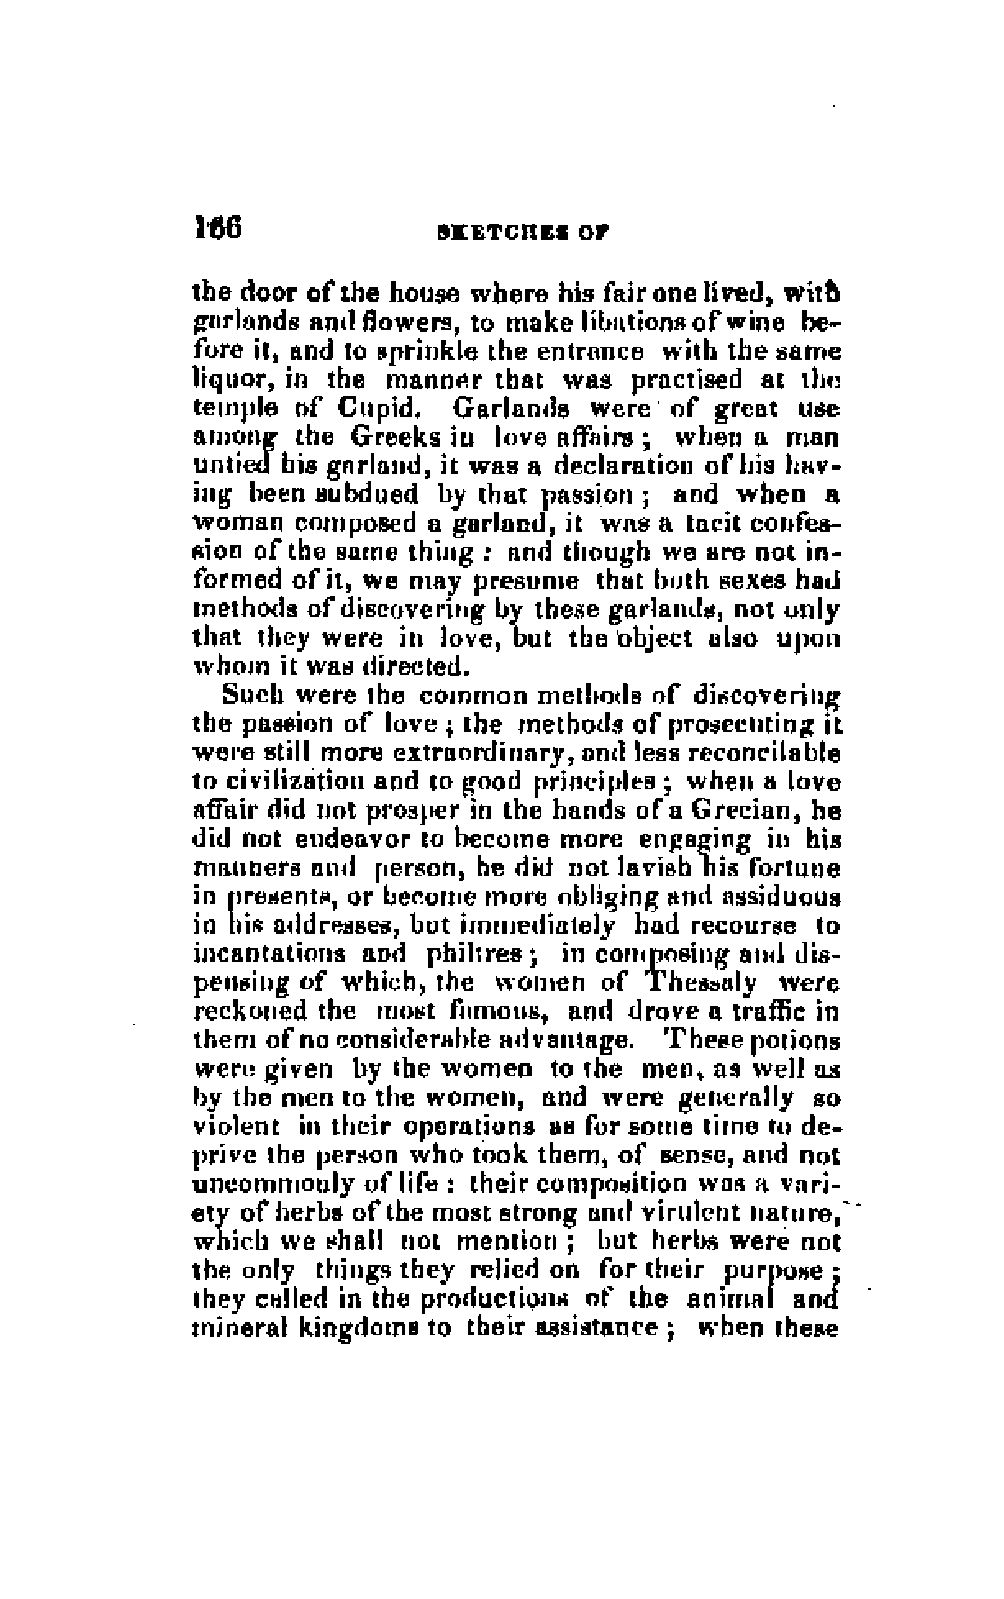 166 SKETCHES OF
the door of the house where his fair one lived, with
garlands and flowers, to make libations of wine be-
fore it, and to sprinkle the entrance with the same
liquor, in the manner that was practised at the
temple of Cupid. Garlands were of great use
among the Greeks in love affairs; when a man
untied his garland, it was a declaration of his hav-
ing been subdued by that passion; and when a
woman composed a garland, it was a tacit confes-
sion of the same thing: and though we are not in-
formed of it, we may presume that both sexes had
methods of discovering by these garlands, not only
that they were in love, but the object also upon
whom it was directed.
Such were the common methods of discovering
the passion of love; the methods of prosecuting it
were still more extraordinary, and less reconcilable
to civilization and to good principles; when a love
affair did not prosper in the hands of a Grecian, he
did not endeavor to become more engaging in his
manners and person, he did not lavish his fortune
in presents, or become more obliging and assiduous
in his addresses, but immediately had recourse to
incantations and philtres; in composing and dis-
pensing of which, the women of Thessaly were
reckoned the most famous, and drove a traffic in
them of no considerable advantage. These potions
were given by the women to the men, as well as
by the men to the women, and were generally so
violent in their operations as for some time to de-
prive the person who took them, of sense, and not
uncommonly of life: their composition was a vari-
ety of herbs of the most strong and virulent nature,
which we shall not mention; but herbs were not
the only things they relied on for their purpose;
they called in the productions of the animal and
mineral kingdoms to their assistance; when these